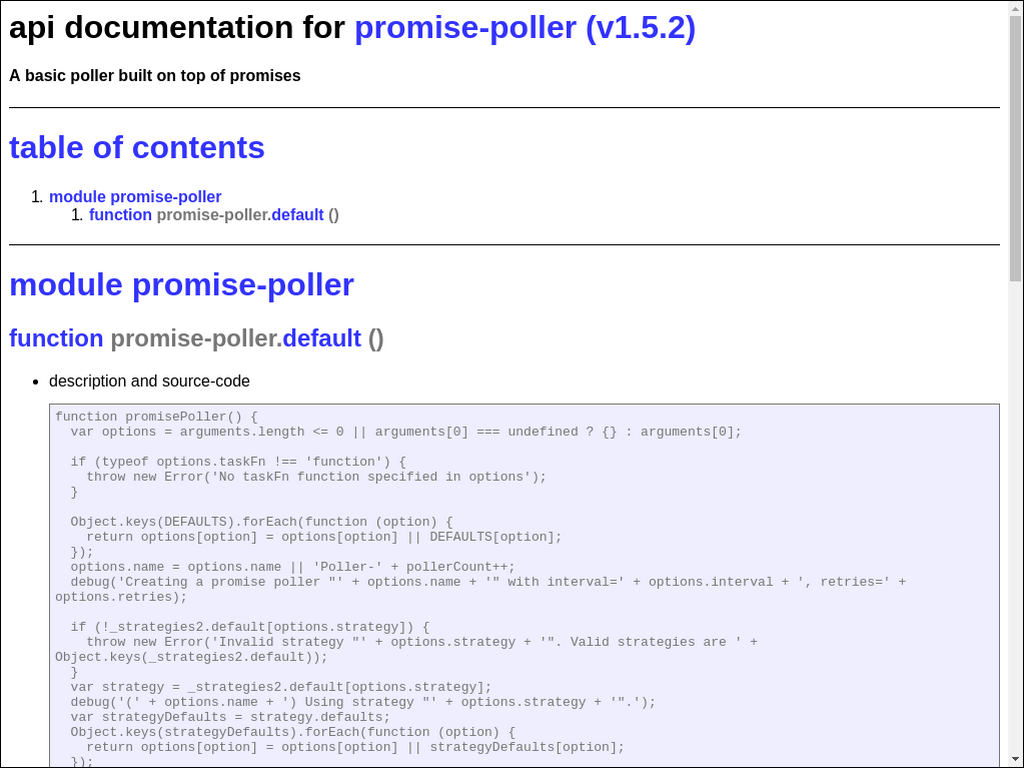 api documentation for promise-poller (v1.5.2)
A basic poller built on top of promises
table of contents
1. module promise-poller
1. function promise-poller.default ()
module promise-poller
function promise-poller.default ()
• description and source-code
function promisePoller() {
  var options = arguments.length <= 0 || arguments[0] === undefined ? {} : arguments[0];
  if (typeof options.taskFn !== 'function') {
    throw new Error('No taskFn function specified in options');
  }
  Object.keys(DEFAULTS).forEach(function (option) {
    return options[option] = options[option] || DEFAULTS[option];
  });
  options.name = options.name || 'Poller-' + pollerCount++;
  debug('Creating a promise poller "' + options.name + '" with interval=' + options.interval + ', retries=' +
options.retries);
  if (!_strategies2.default[options.strategy]) {
    throw new Error('Invalid strategy "' + options.strategy + '". Valid strategies are ' +
Object.keys(_strategies2.default));
  }
  var strategy = _strategies2.default[options.strategy];
  debug('(' + options.name + ') Using strategy "' + options.strategy + '".');
  var strategyDefaults = strategy.defaults;
  Object.keys(strategyDefaults).forEach(function (option) {
    return options[option] = options[option] || strategyDefaults[option];
  });